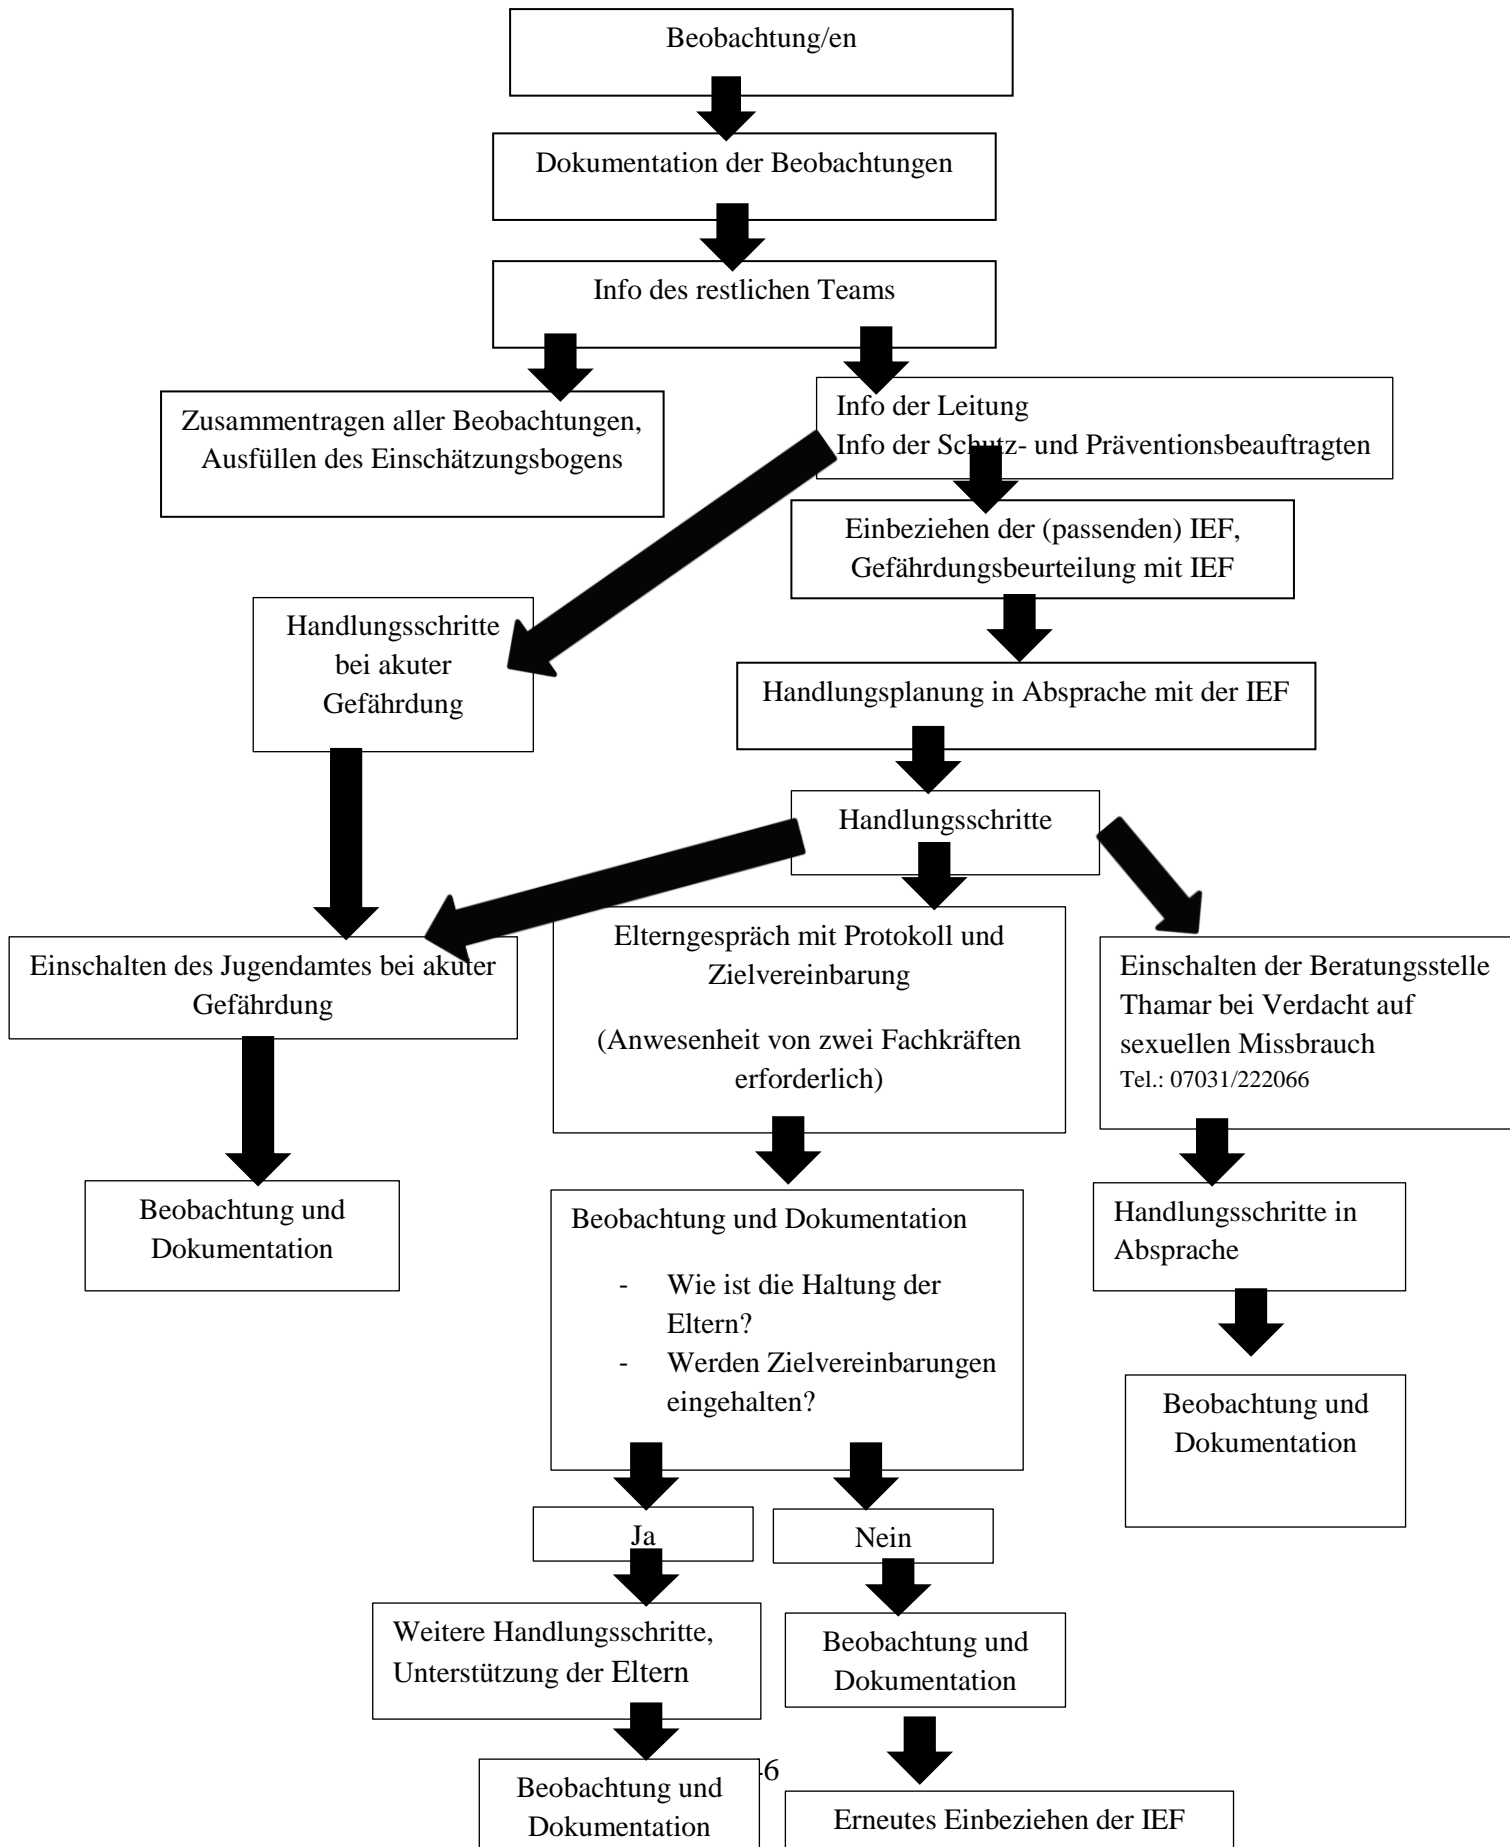 Beobachtung/en
Dokumentation der Beobachtungen
Info des restlichen Teams
Zusammentragen aller Beobachtungen,
Ausfüllen des Einschätzungsbogens
Info der Leitung
Info der Schutz- und Präventionsbeauftragten
Einbeziehen der (passenden) IEF,
Gefährdungsbeurteilung mit IEF
Handlungsschritte
bei akuter
Gefährdung
Handlungsplanung in Absprache mit der IEF
Handlungsschritte
Einschalten des Jugendamtes bei akuter
Gefährdung
Elterngespräch mit Protokoll und
Zielvereinbarung
(Anwesenheit von zwei Fachkräften
erforderlich)
Einschalten der Beratungsstelle
Thamar bei Verdacht auf
sexuellen Missbrauch
Tel.: 07031/222066
Beobachtung und
Dokumentation
Beobachtung und Dokumentation
- Wie ist die Haltung der
Eltern?
- Werden Zielvereinbarungen
eingehalten?
Handlungsschritte in
Absprache
Beobachtung und
Dokumentation
Ja
Nein
Weitere Handlungsschritte,
Unterstützung der Eltern
Beobachtung und
Dokumentation
Beobachtung und
Dokumentation
Erneutes Einbeziehen der IEF